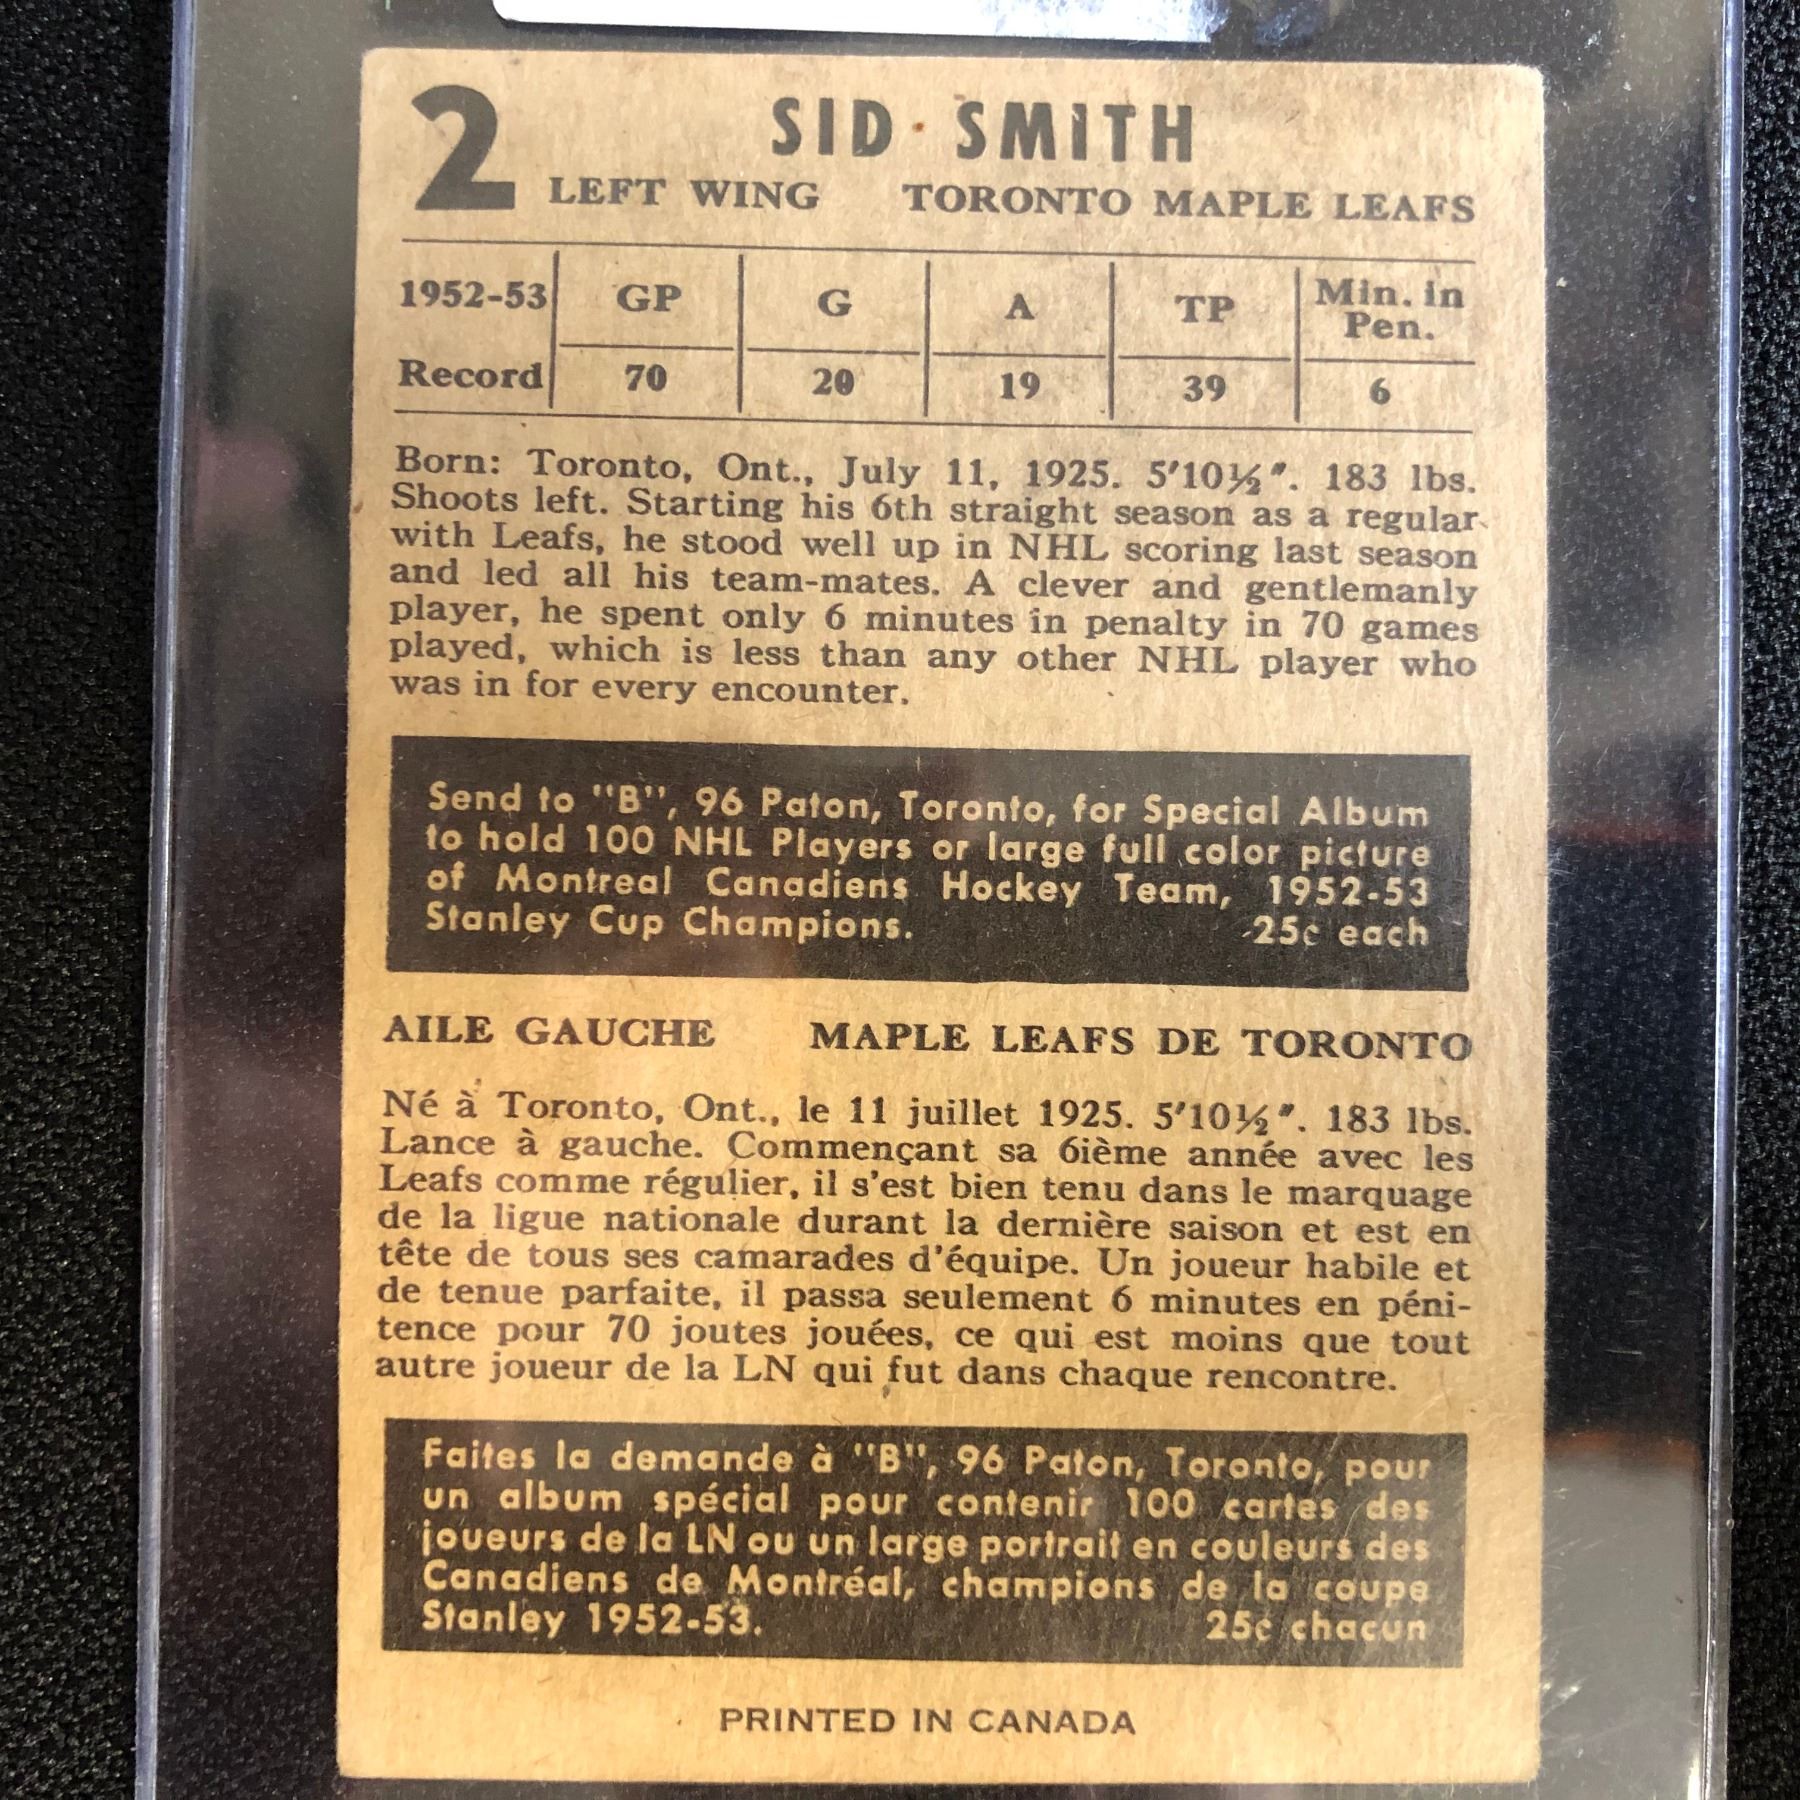 2 SID SMITH
LEFT WING TORONTO MAPLE LEAFS
1952-53 GP G A TP Min. in Pen.
Record 70 20 19 39 6
Born: Toronto, Ont., July 11, 1925. 5'10½". 183 lbs.
Shoots left. Starting his 6th straight season as a regular
with Leafs, he stood well up in NHL scoring last season
and led all his team-mates. A clever and gentlemanly
player, he spent only 6 minutes in penalty in 70 games
played, which is less than any other NHL player who
was in for every encounter.
Send to "B", 96 Paton, Toronto, for Special Album
to hold 100 NHL Players or large full color picture
of Montreal Canadiens Hockey Team, 1952-53
Stanley Cup Champions. 25c each
AILE GAUCHE MAPLE LEAFS DE TORONTO
Né à Toronto, Ont., le 11 juillet 1925. 5'10½". 183 lbs.
Lance à gauche. Commençant sa 6ième année avec les
Leafs comme régulier, il s'est bien tenu dans le marquage
de la ligue nationale durant la dernière saison et est en
tête de tous ses camarades d'équipe. Un joueur habile et
de tenue parfaite, il passa seulement 6 minutes en péni-
tence pour 70 joutes jouées, ce qui est moins que tout
autre joueur de la LN qui fut dans chaque rencontre.
Faites la demande à "B", 96 Paton, Toronto, pour
un album spécial pour contenir 100 cartes des
joueurs de la LN ou un large portrait en couleurs des
Canadiens de Montréal, champions de la coupe
Stanley 1952-53. 25c chacun
PRINTED IN CANADA